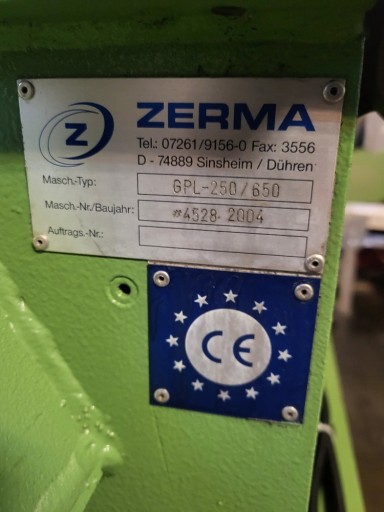 Z
ZERMA
Tel.: 07261/9156-0 Fax: 3556
D - 74889 Sinsheim / Dühren
Masch.-Typ: GPL-250/650
Masch.-Nr./Baujahr: #4528 2004
Auftrags.-Nr.:
CE